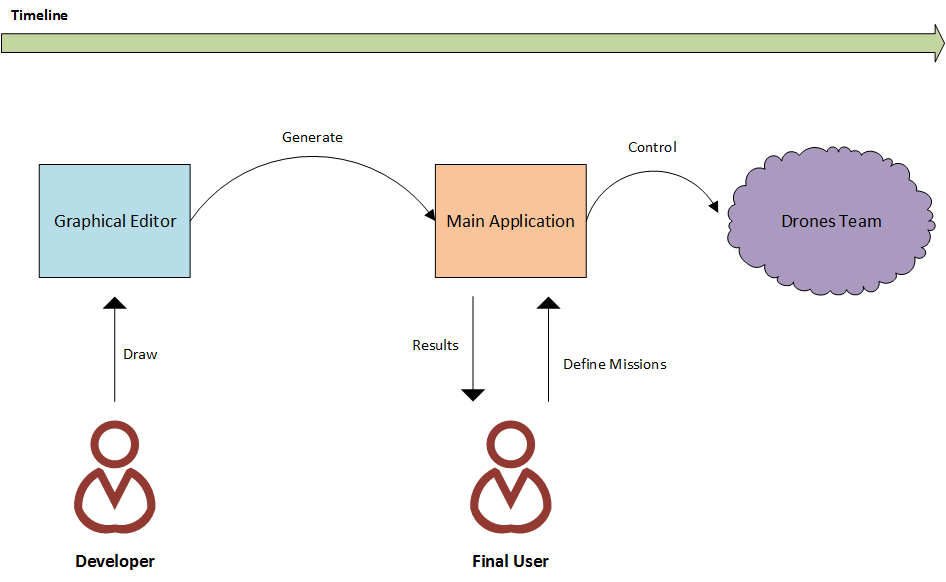 Timeline
Generate
Control
Graphical Editor
Main Application
Drones Team
Draw
Results
Define Missions
Developer
Final User